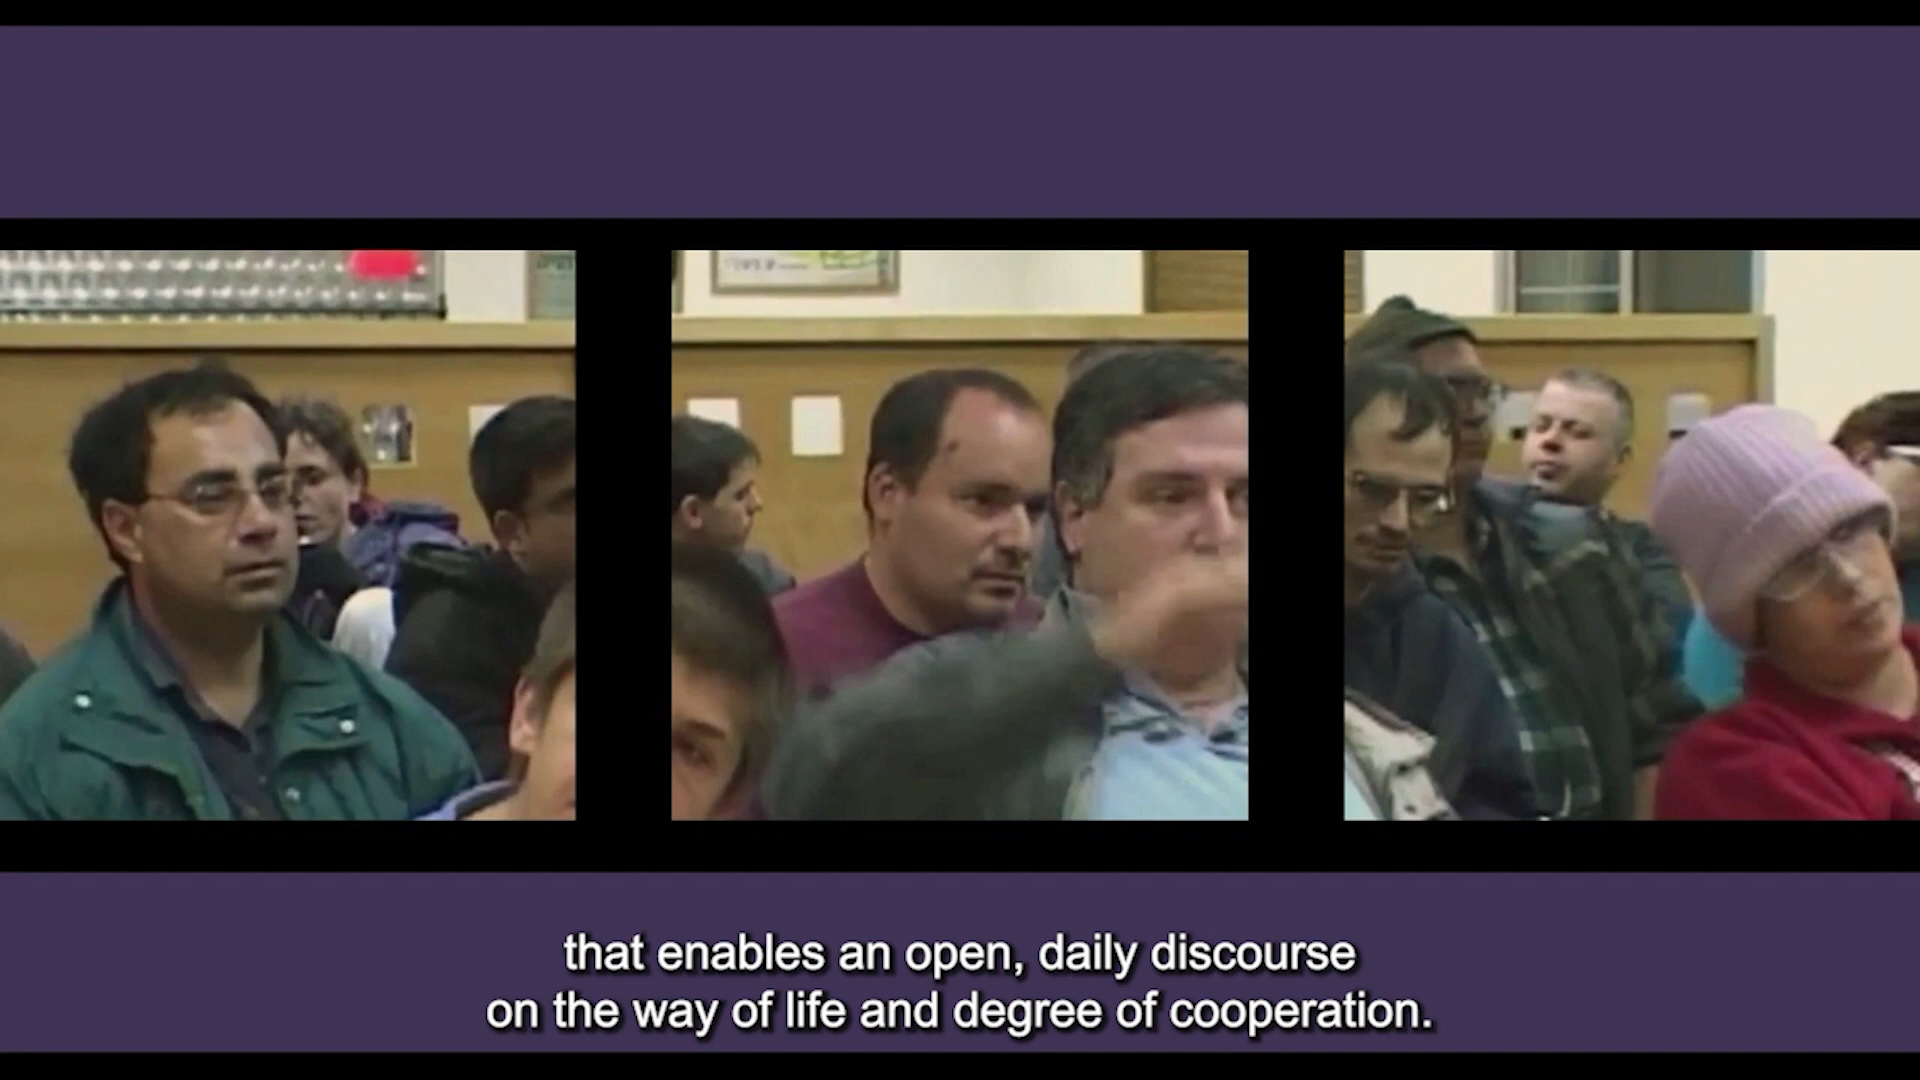 that enables an open, daily discourse
on the way of life and degree of cooperation.